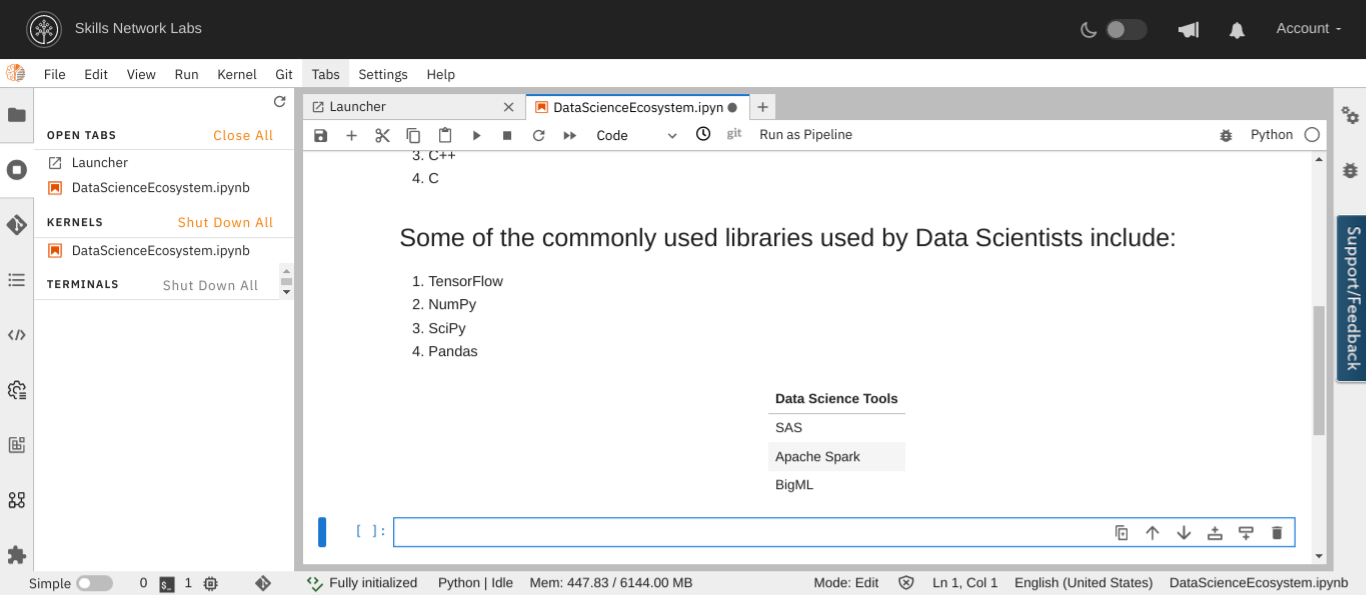 Skills Network Labs
Account
File Edit View Run Kernel Git Tabs Settings Help
Launcher
DataScienceEcosystem.ipyn
OPEN TABS Close All
Launcher
DataScienceEcosystem.ipynb
KERNELS Shut Down All
DataScienceEcosystem.ipynb
TERMINALS Shut Down All
Code
git
Run as Pipeline
Python
3. C++
4. C
Some of the commonly used libraries used by Data Scientists include:
1. TensorFlow
2. NumPy
3. SciPy
4. Pandas
Data Science Tools
SAS
Apache Spark
BigML
[ ]:
Support/Feedback
Simple 0 $_ 1 Fully initialized Python | Idle Mem: 447.83 / 6144.00 MB Mode: Edit Ln 1, Col 1 English (United States) DataScienceEcosystem.ipynb